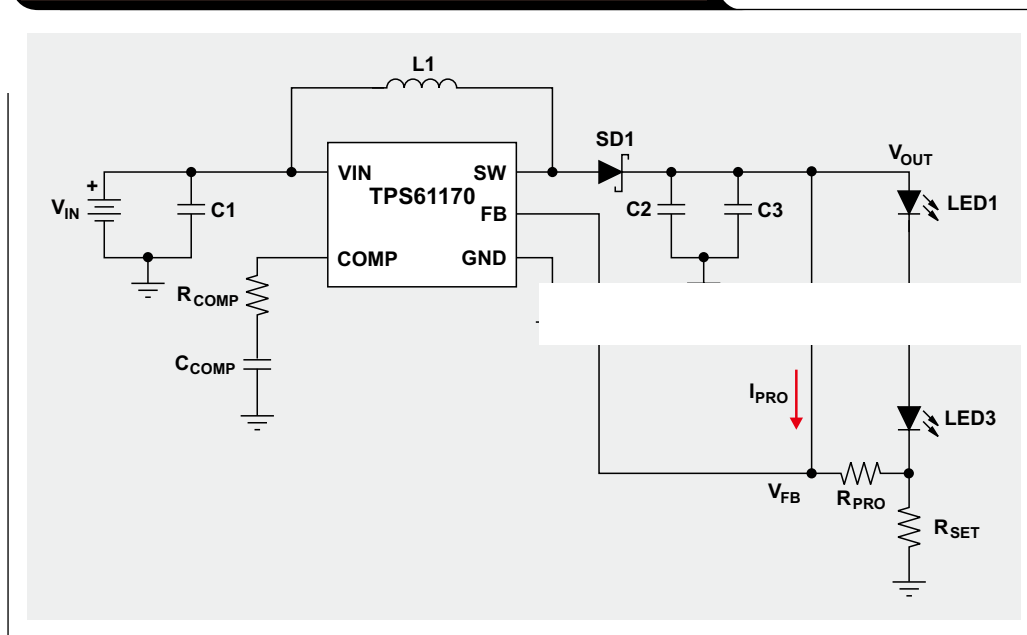 L1
SD1
VOUT
VIN SW
TPS61170
FB
COMP GND
+
VIN
C1
C2
C3
LED1
RCOMP
CCOMP
IPRO
LED3
VFB
RPRO
RSET